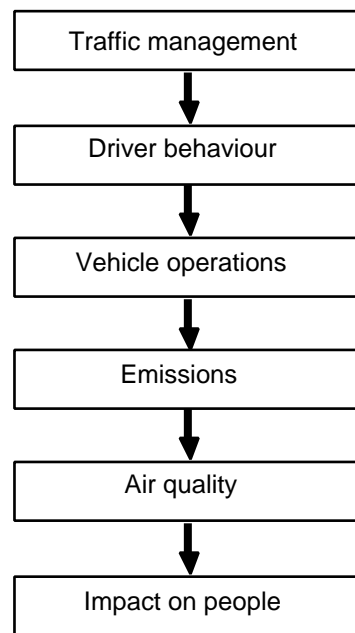 Traffic management
Driver behaviour
Vehicle operations
Emissions
Air quality
Impact on people